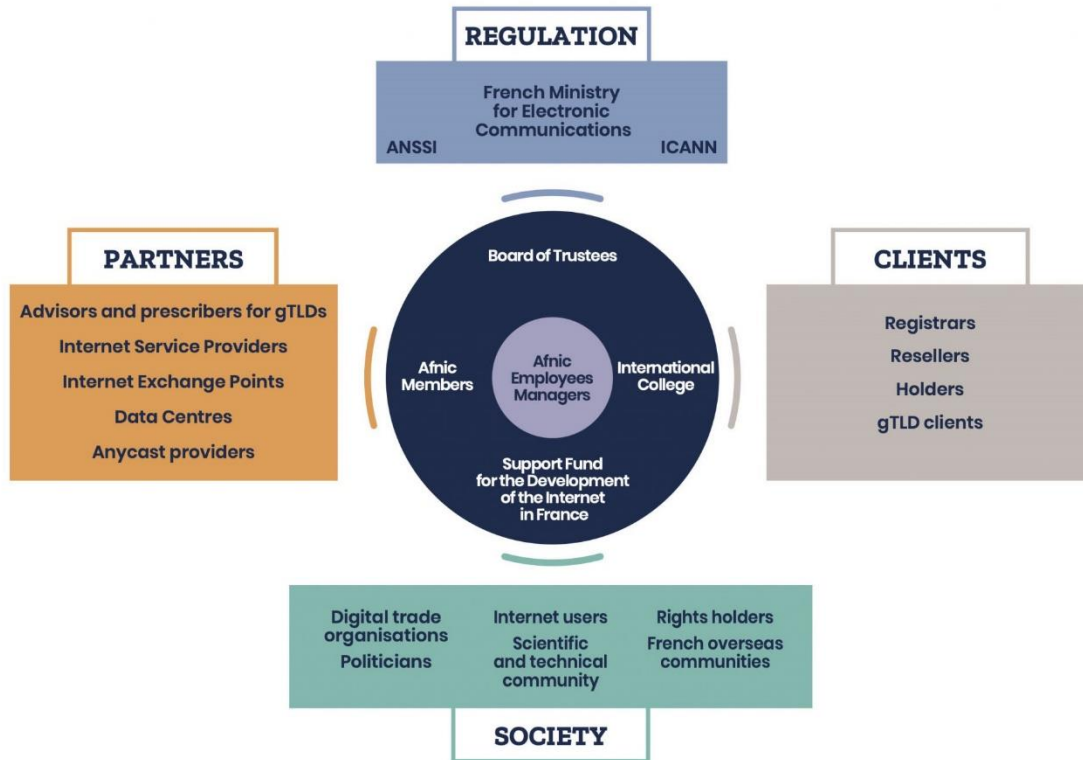 REGULATION
French Ministry
for Electronic
Communications
ANSSI
ICANN
PARTNERS
Advisors and prescribers for gTLDs
Internet Service Providers
Internet Exchange Points
Data Centres
Anycast providers
Board of Trustees
Afnic
Members
Afnic
Employees
Managers
International
College
Support Fund
for the Development
of the Internet
in France
CLIENTS
Registrars
Resellers
Holders
gTLD clients
Digital trade
organisations
Politicians
Internet users
Scientific
and technical
community
Rights holders
French overseas
communities
SOCIETY